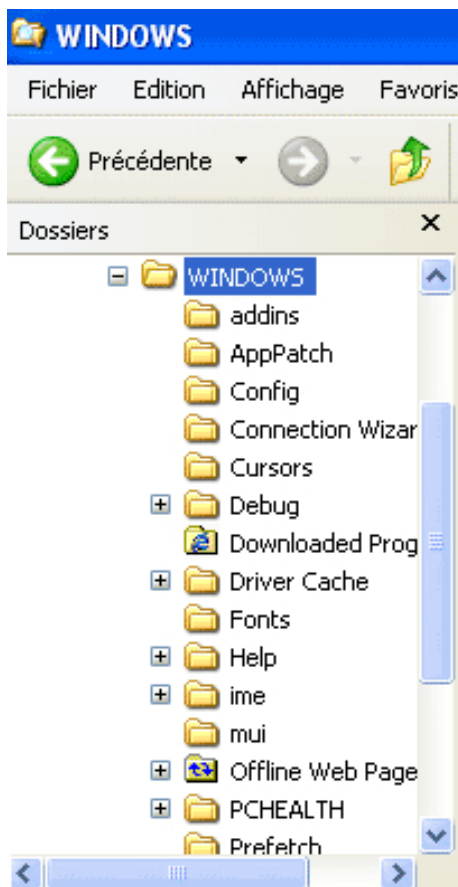 WINDOWS
Fichier Edition Affichage Favoris
Précédente
Dossiers
WINDOWS
addins
AppPatch
Config
Connection Wizar
Cursors
Debug
Downloaded Prog
Driver Cache
Fonts
Help
ime
mui
Offline Web Page
PCHEALTH
Prefetch